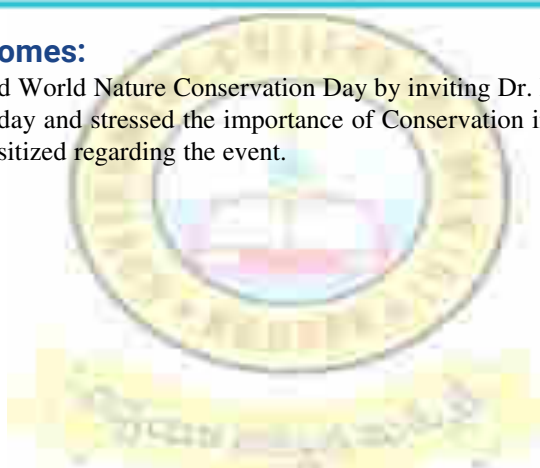 omes:
d World Nature Conservation Day by inviting Dr.
day and stressed the importance of Conservation i
sitized regarding the event.